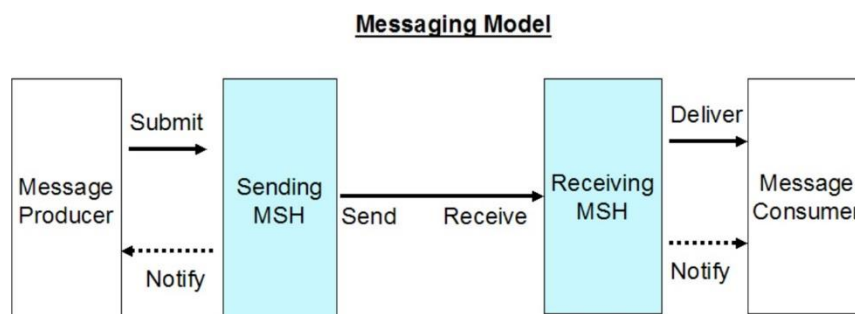 Messaging Model
Submit
Deliver
Message
Producer
Sending
MSH
Receiving
MSH
Message
Consumer
Send
Receive
Notify
Notify